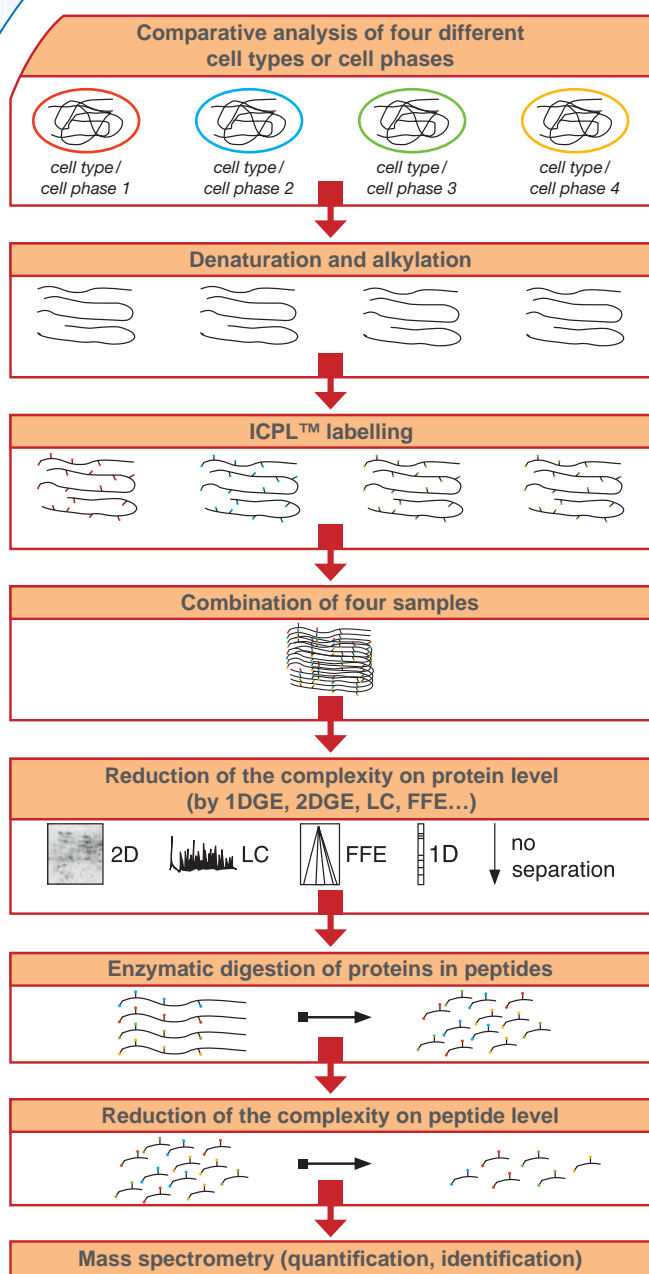 Comparative analysis of four different
cell types or cell phases
cell type/
cell phase 1
cell type/
cell phase 2
cell type/
cell phase 3
cell type/
cell phase 4
Denaturation and alkylation
ICPL™ labelling
Combination of four samples
Reduction of the complexity on protein level
(by 1DGE, 2DGE, LC, FFE…)
2D
LC
FFE
1D
no
separation
Enzymatic digestion of proteins in peptides
Reduction of the complexity on peptide level
Mass spectrometry (quantification, identification)